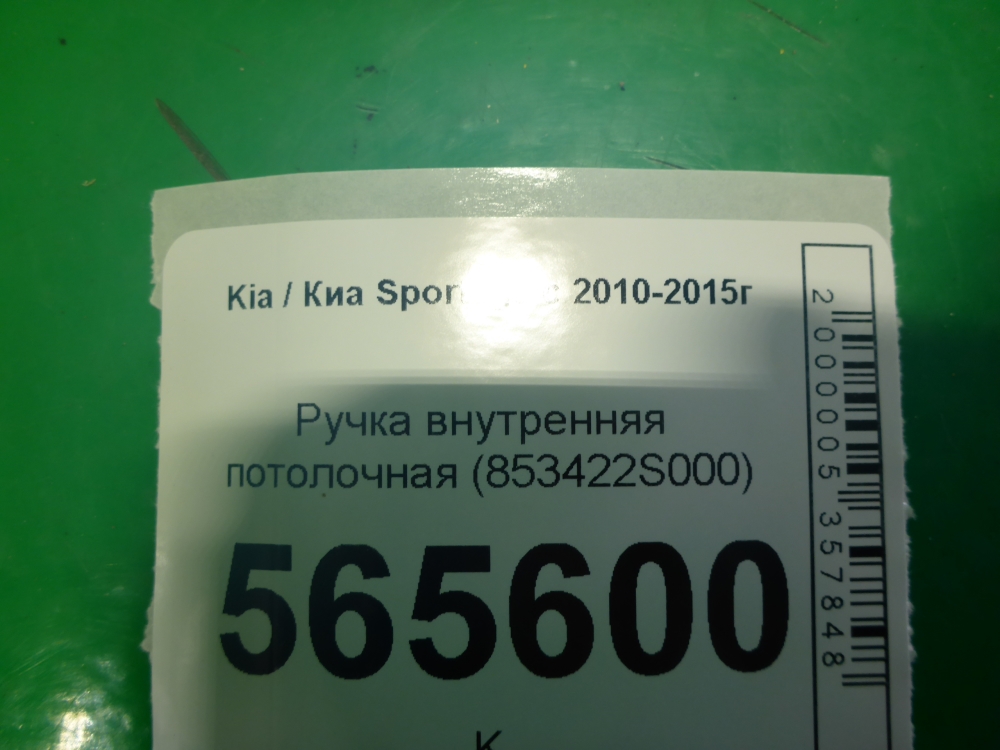 Kia / Киа 2010-2015г
Ручка внутренняя
потолочная (853422S000)
565600
К
2000005357848